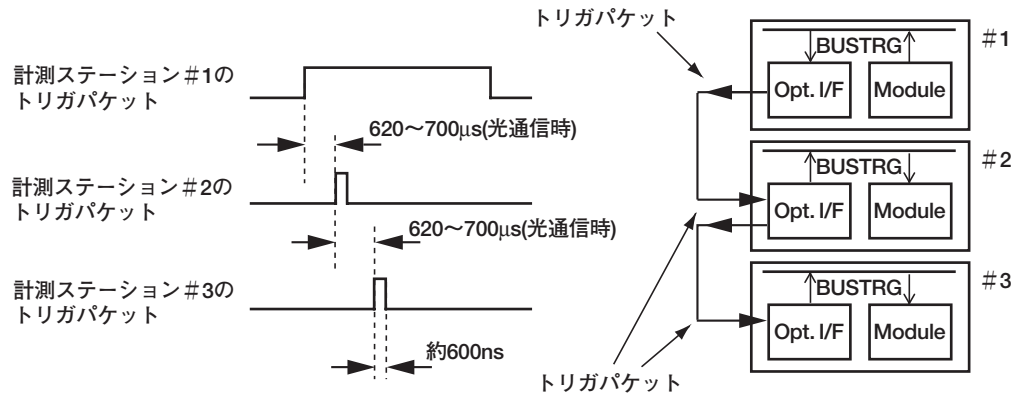 計測ステーション#1の
トリガパケット
620～700μs(光通信時)
計測ステーション#2の
トリガパケット
620～700μs(光通信時)
計測ステーション#3の
トリガパケット
約600ns
トリガパケット
#1
BUSTRG
Opt. I/F
Module
#2
BUSTRG
Opt. I/F
Module
#3
BUSTRG
Opt. I/F
Module
トリガパケット